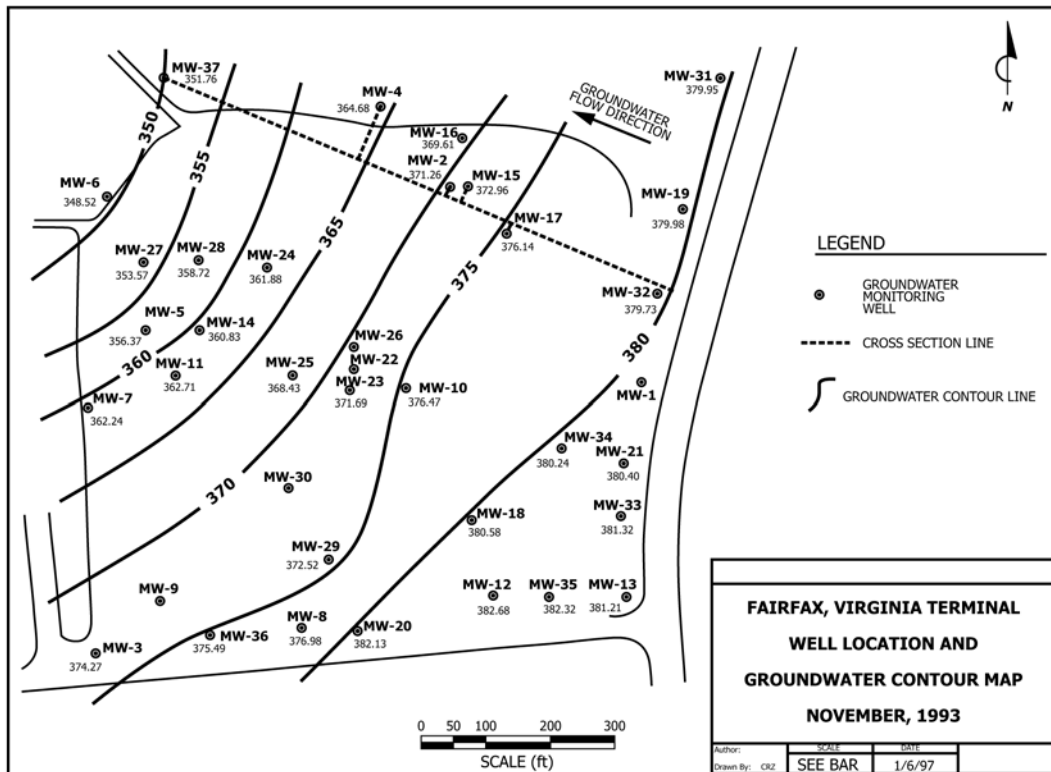 MW-37
351.76
MW-4
364.68
MW-31
379.95
GROUNDWATER
FLOW DIRECTION
N
350
MW-16
369.61
355
MW-2
371.26
MW-15
372.96
MW-6
348.52
MW-19
379.98
MW-17
376.14
365
LEGEND
MW-27
353.57
MW-28
358.72
MW-24
361.88
375
GROUNDWATER
MONITORING
WELL
MW-32
379.73
MW-5
356.37
MW-14
360.83
MW-26
380
CROSS SECTION LINE
360
MW-11
362.71
MW-25
368.43
MW-22
MW-23
371.69
MW-10
376.47
MW-1
GROUNDWATER CONTOUR LINE
MW-7
362.24
MW-34
380.24
MW-21
380.40
370
MW-30
MW-18
380.58
MW-33
381.32
MW-29
372.52
MW-9
MW-12
382.68
MW-35
382.32
MW-13
381.21
MW-3
374.27
MW-36
375.49
MW-8
376.98
MW-20
382.13
FAIRFAX, VIRGINIA TERMINAL
WELL LOCATION AND
GROUNDWATER CONTOUR MAP
NOVEMBER, 1993
0 50 100 200 300
SCALE (ft)
Author:
Drawn By: CRZ
SCALE
SEE BAR
DATE
1/6/97